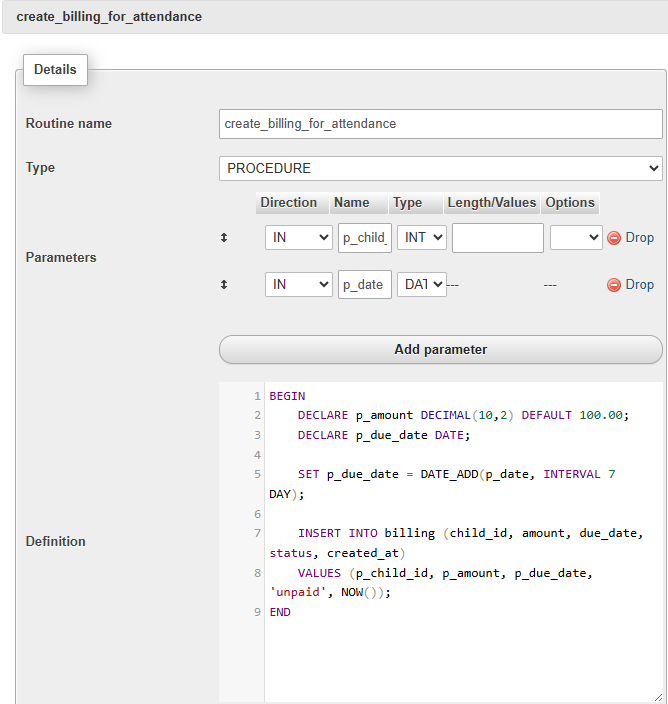 create_billing_for_attendance
Details
Routine name create_billing_for_attendance
Type PROCEDURE
Direction Name Type Length/Values Options
IN p_child_ INT Drop
Parameters
IN p_date DAT --- --- Drop
Add parameter
1 BEGIN
2 DECLARE p_amount DECIMAL(10,2) DEFAULT 100.00;
3 DECLARE p_due_date DATE;
4
5 SET p_due_date = DATE_ADD(p_date, INTERVAL 7
DAY);
6
Definition
7 INSERT INTO billing (child_id, amount, due_date,
status, created_at)
8 VALUES (p_child_id, p_amount, p_due_date,
'unpaid', NOW());
9 END